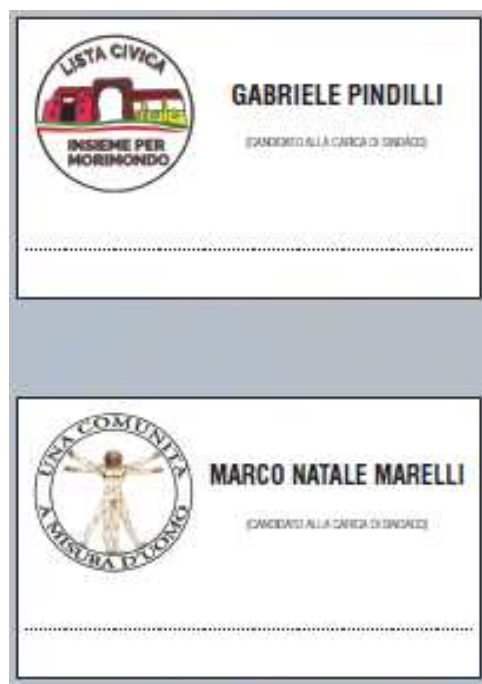 LISTA CIVICA
INSIEME PER
MORIMONDO
GABRIELE PINDILLI
(CANDIDATO ALLA CARICA DI SINDACO)
UNA COMUNITÀ
A MISURA D'UOMO
MARCO NATALE MARELLI
(CANDIDATO ALLA CARICA DI SINDACO)